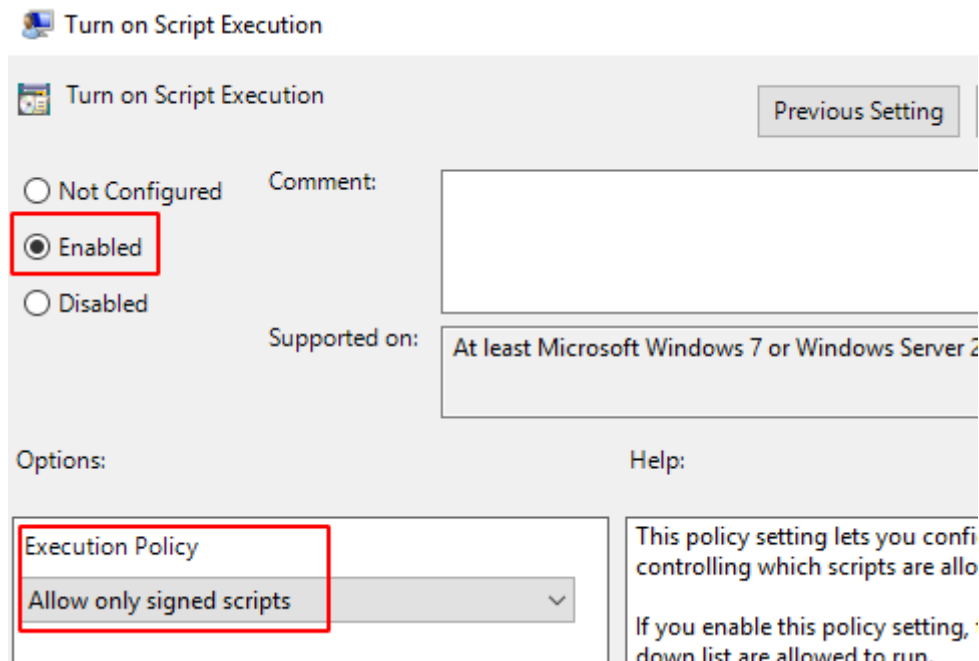 Turn on Script Execution
Turn on Script Execution
Previous Setting
Not Configured
Comment:
Enabled
Disabled
Supported on:
At least Microsoft Windows 7 or Windows Server 2
Options:
Help:
Execution Policy
Allow only signed scripts
This policy setting lets you confi
controlling which scripts are allo
If you enable this policy setting,
down list are allowed to run.